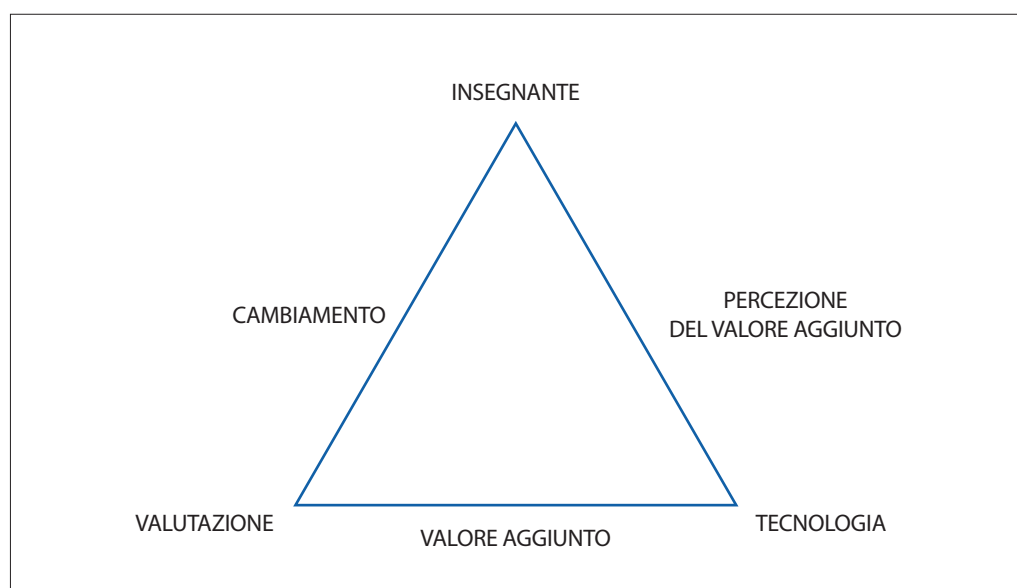 INSEGNANTE
CAMBIAMENTO
PERCEZIONE
DEL VALORE AGGIUNTO
VALUTAZIONE
VALORE AGGIUNTO
TECNOLOGIA